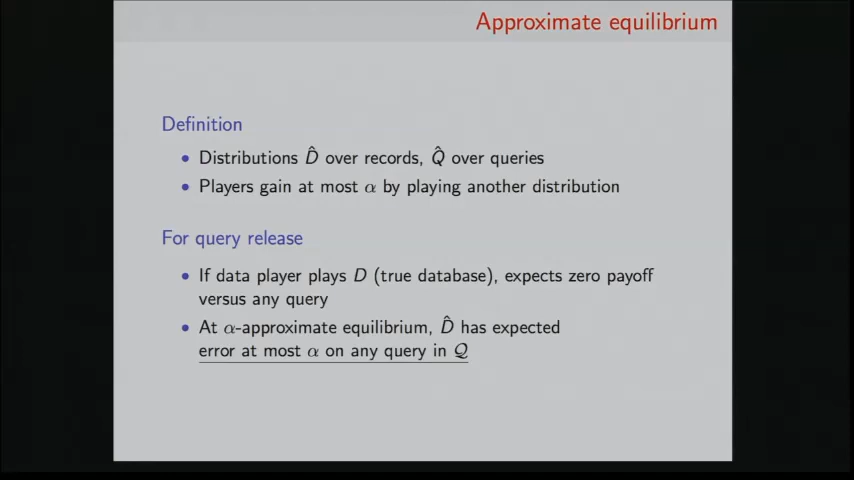 Approximate equilibrium
Definition
• Distributions D̂ over records, Q̂ over queries
• Players gain at most α by playing another distribution
For query release
• If data player plays D (true database), expects zero payoff
versus any query
• At α-approximate equilibrium, D̂ has expected
error at most α on any query in 𝒬